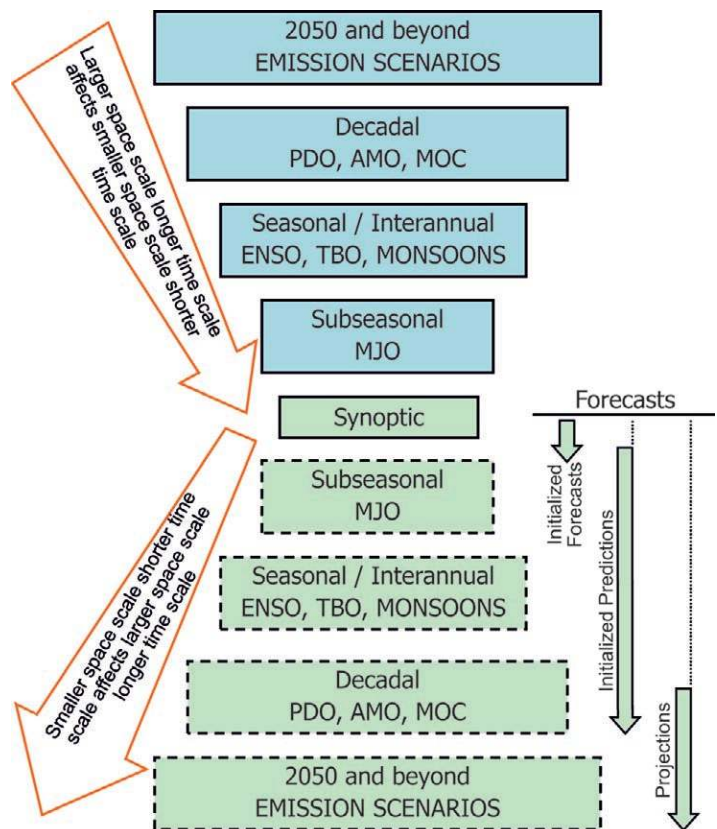 2050 and beyond
EMISSION SCENARIOS
Larger space scale longer time scale
affects smaller space scale shorter
time scale
Decadal
PDO, AMO, MOC
Seasonal / Interannual
ENSO, TBO, MONSOONS
Subseasonal
MJO
Synoptic
Forecasts
Initialized
Forecasts
Initialized Predictions
Projections
Smaller space scale shorter time
scale affects larger space scale
longer time scale
Subseasonal
MJO
Seasonal / Interannual
ENSO, TBO, MONSOONS
Decadal
PDO, AMO, MOC
2050 and beyond
EMISSION SCENARIOS